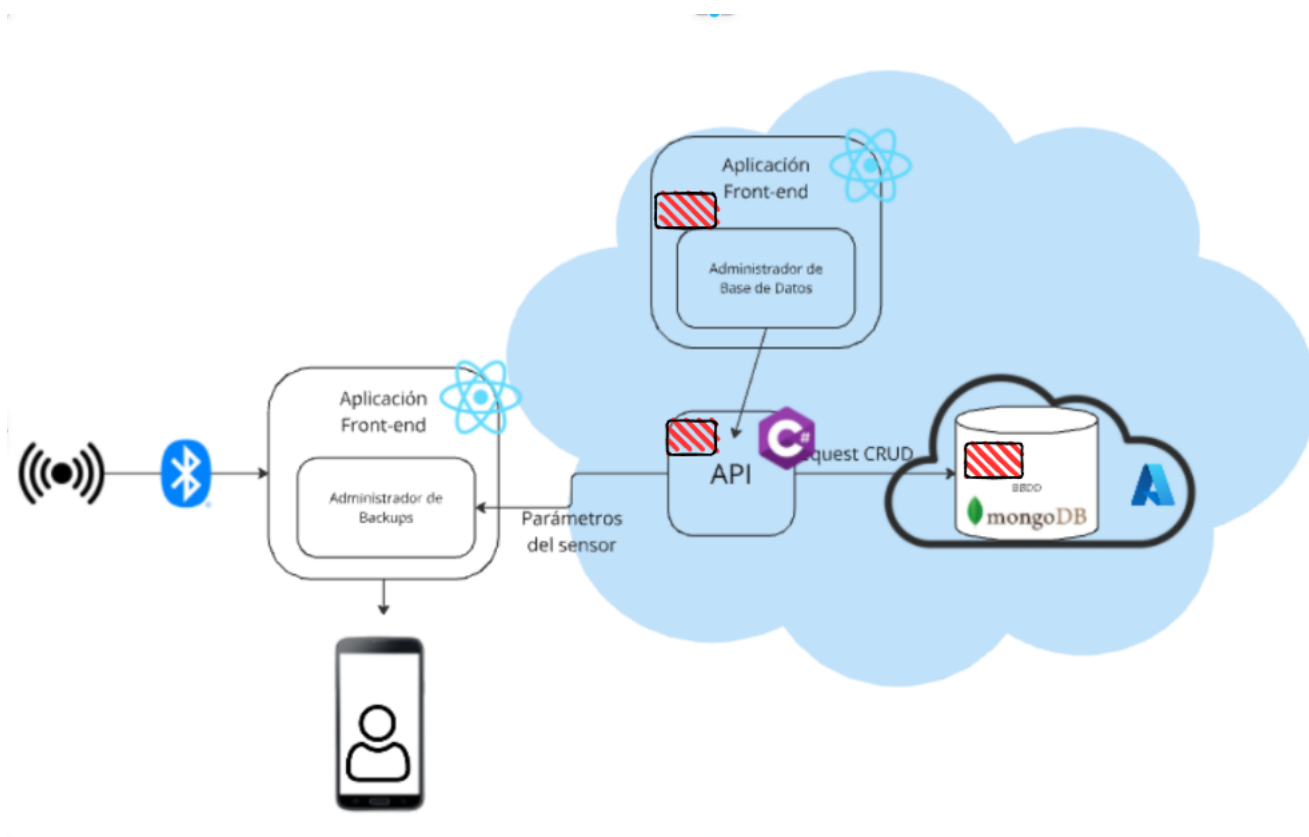 Aplicación
Front-end
Administrador de
Base de Datos
Aplicación
Front-end
Administrador de
Backups
Parámetros
del sensor
API
C#
quest CRUD
BBDD
mongoDB